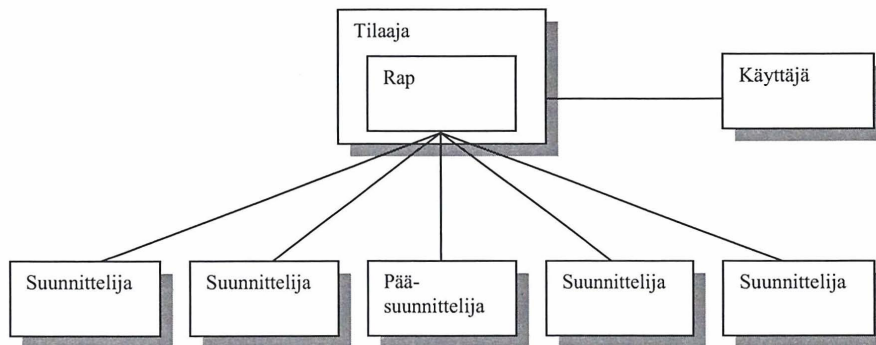 Tilaaja
Rap
Käyttäjä
Suunnittelija
Suunnittelija
Pää-
suunnittelija
Suunnittelija
Suunnittelija